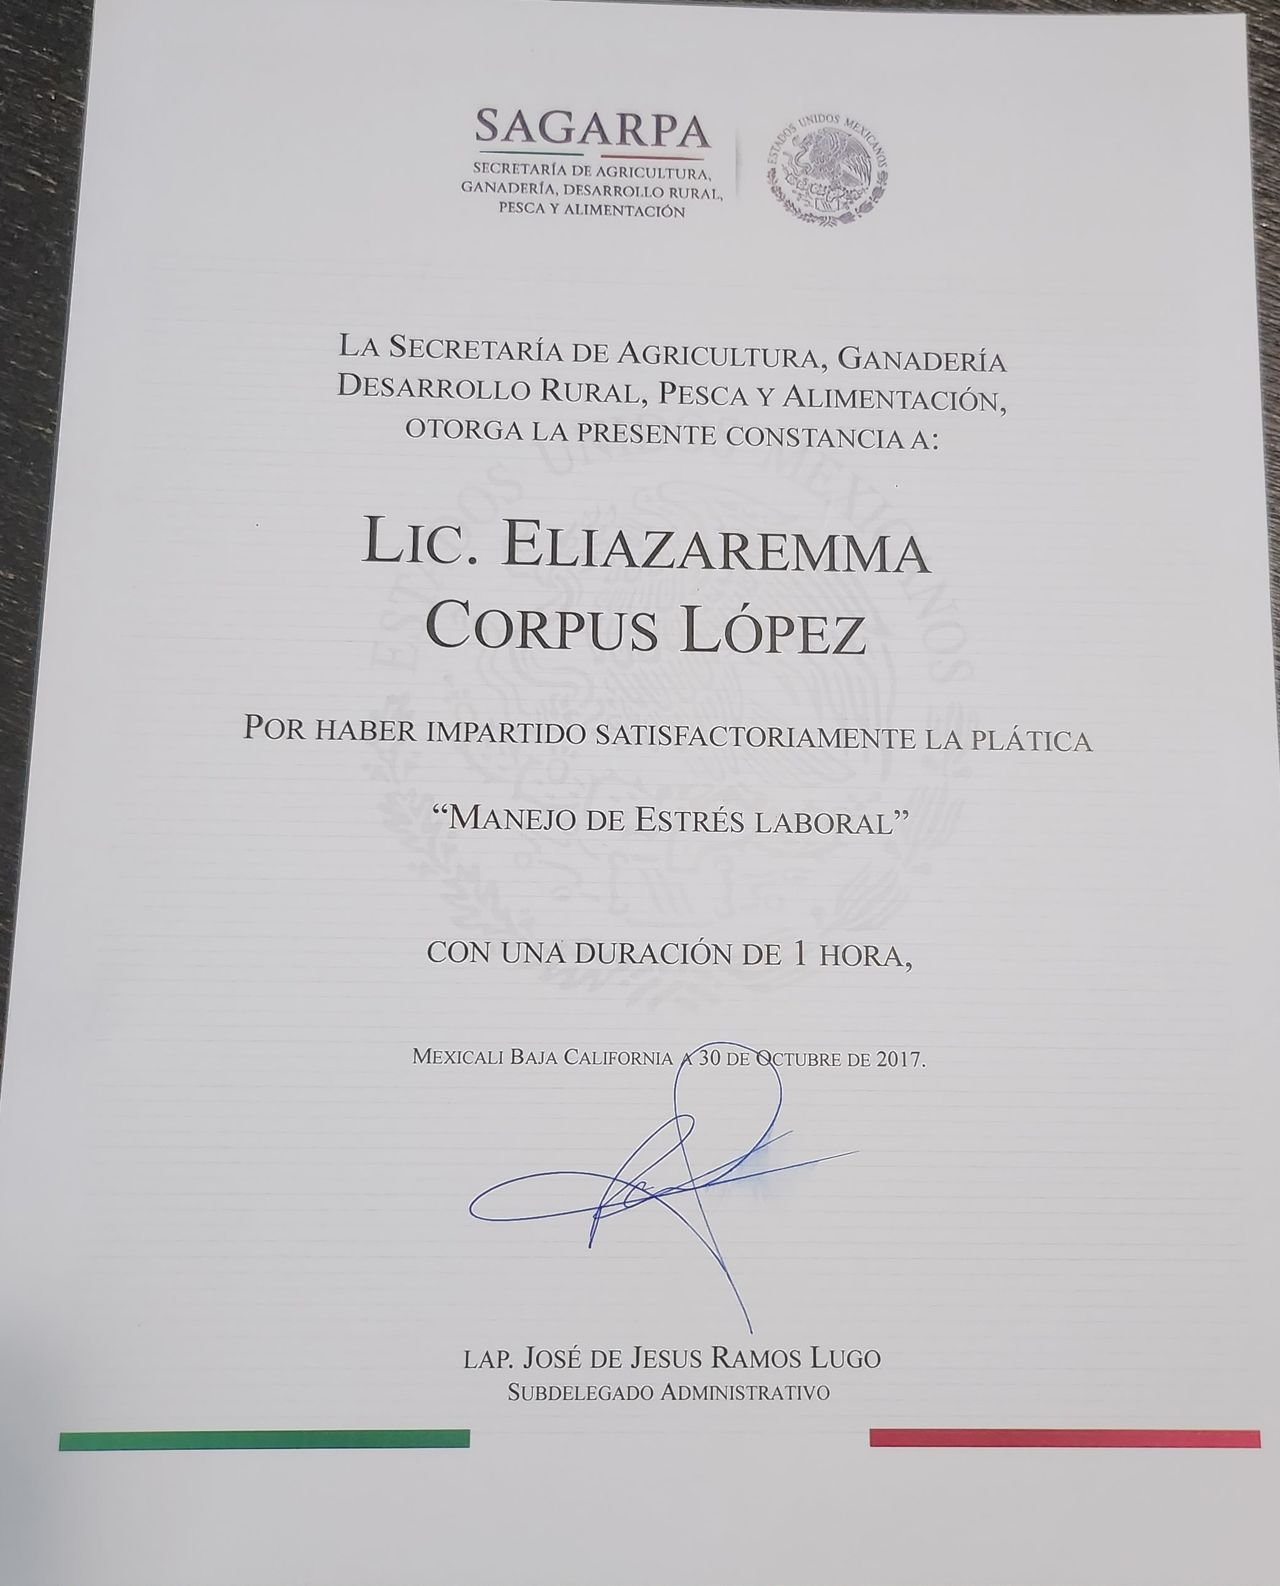 SAGARPA
SECRETARÍA DE AGRICULTURA,
GANADERÍA, DESARROLLO RURAL,
PESCA Y ALIMENTACIÓN
ESTADOS UNIDOS MEXICANOS
LA SECRETARÍA DE AGRICULTURA, GANADERÍA
DESARROLLO RURAL, PESCA Y ALIMENTACIÓN,
OTORGA LA PRESENTE CONSTANCIA A:
ESTADOS UNIDOS MEXICANOS
LIC. ELIAZAREMMA
CORPUS LÓPEZ
POR HABER IMPARTIDO SATISFACTORIAMENTE LA PLÁTICA
“MANEJO DE ESTRÉS LABORAL”
CON UNA DURACIÓN DE 1 HORA,
MEXICALI BAJA CALIFORNIA A 30 DE OCTUBRE DE 2017.
LAP. JOSÉ DE JESUS RAMOS LUGO
SUBDELEGADO ADMINISTRATIVO